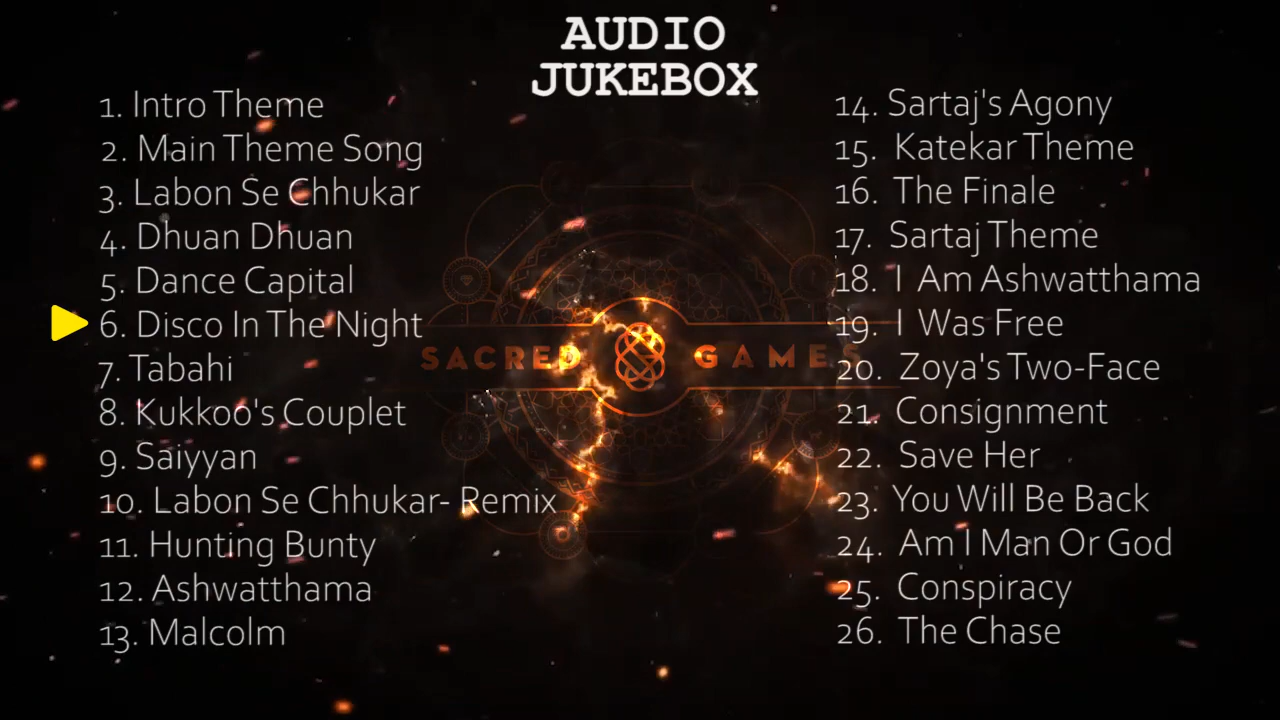 AUDIO
JUKEBOX
1. Intro Theme
2. Main Theme Song
3. Labon Se Chhukar
4. Dhuan Dhuan
5. Dance Capital
6. Disco In The Night
7. Tabahi
8. Kukkoo's Couplet
9. Saiyyan
10. Labon Se Chhukar- Remix
11. Hunting Bunty
12. Ashwatthama
13. Malcolm
SACRED GAMES
14. Sartaj's Agony
15. Katekar Theme
16. The Finale
17. Sartaj Theme
18. I Am Ashwatthama
19. I Was Free
20. Zoya's Two-Face
21. Consignment
22. Save Her
23. You Will Be Back
24. Am I Man Or God
25. Conspiracy
26. The Chase